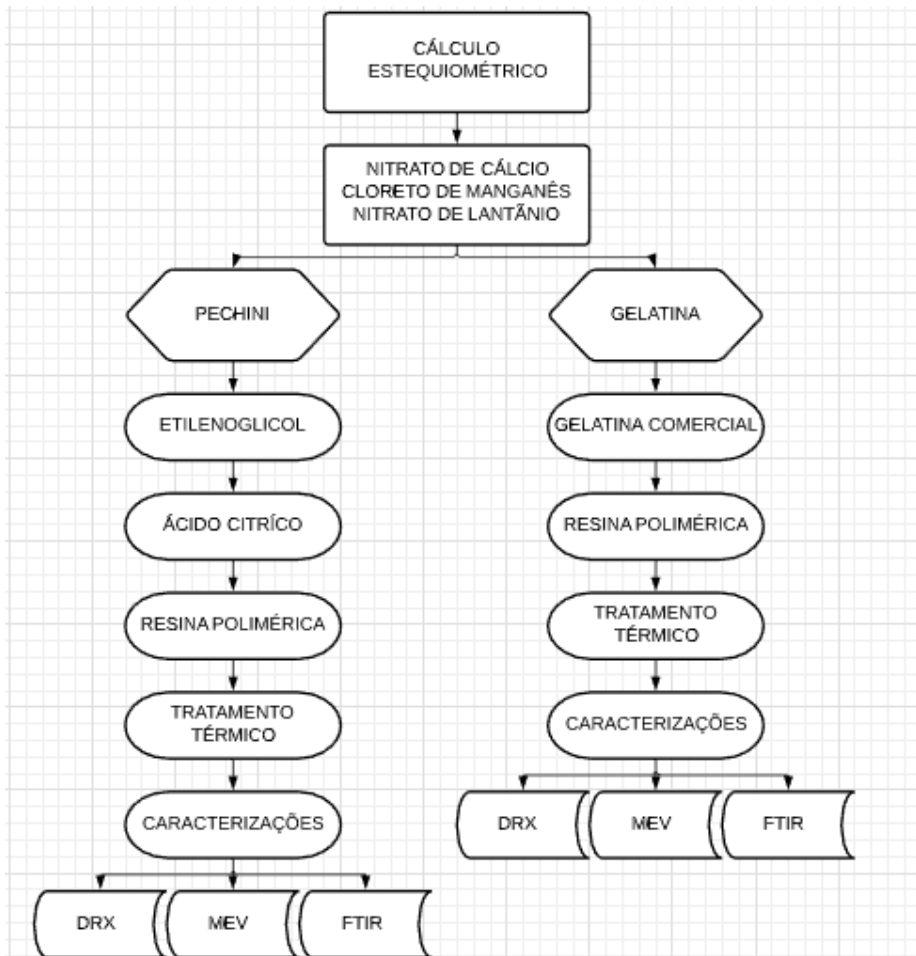 CÁLCULO
ESTEQUIOMÉTRICO
NITRATO DE CÁLCIO
CLORETO DE MANGANÊS
NITRATO DE LANTÃNIO
PECHINI
ETILENOGLICOL
ÁCIDO CITRÍCO
RESINA POLIMÉRICA
TRATAMENTO
TÉRMICO
CARACTERIZAÇÕES
DRX
MEV
FTIR
GELATINA
GELATINA COMERCIAL
RESINA POLIMÉRICA
TRATAMENTO
TÉRMICO
CARACTERIZAÇÕES
DRX
MEV
FTIR